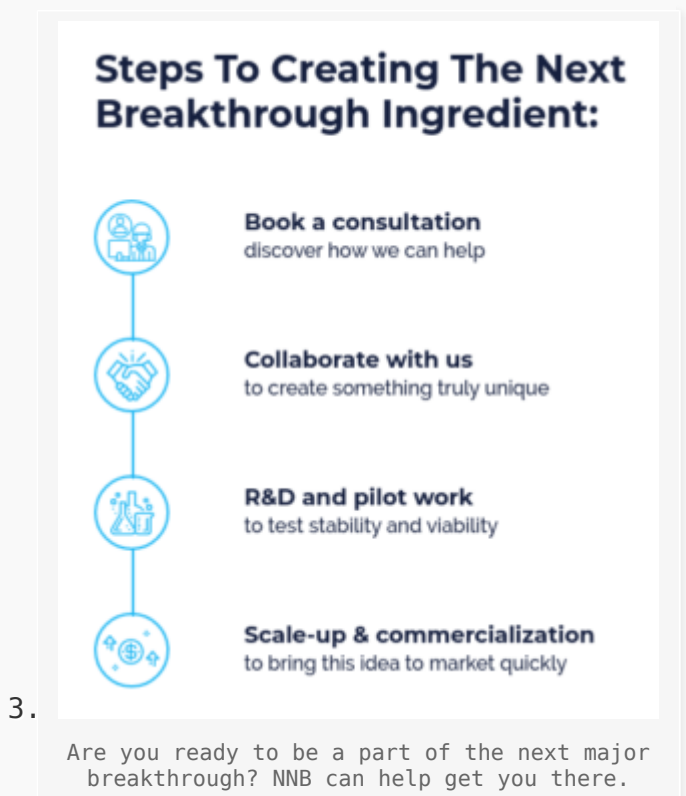 Steps To Creating The Next
Breakthrough Ingredient:
Book a consultation
discover how we can help
Collaborate with us
to create something truly unique
R&D and pilot work
to test stability and viability
Scale-up & commercialization
to bring this idea to market quickly
3.
Are you ready to be a part of the next major
breakthrough? NNB can help get you there.